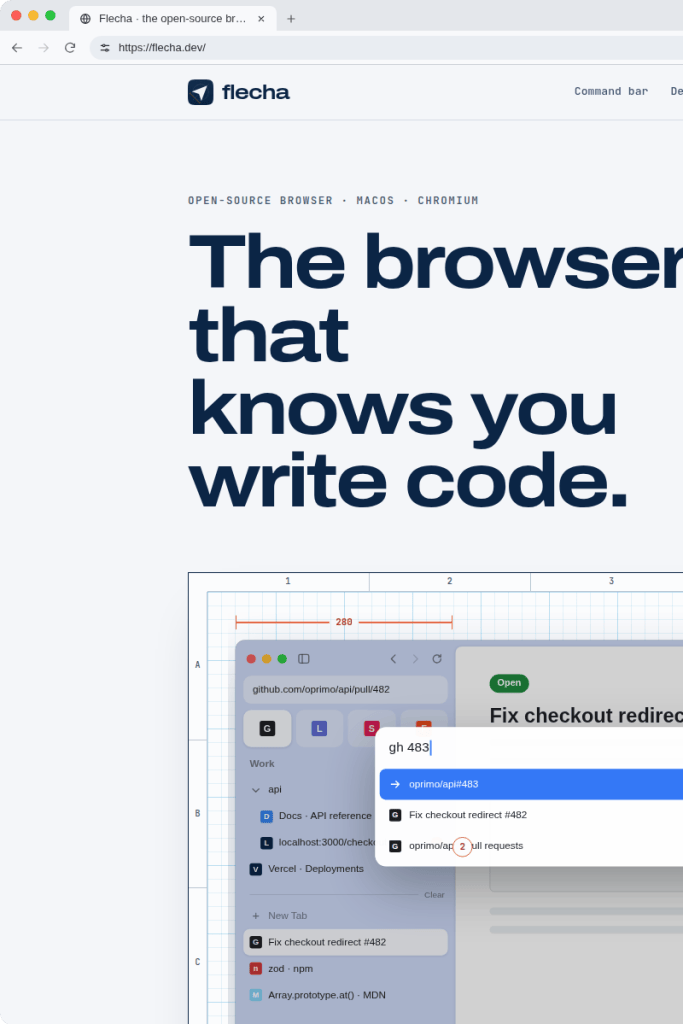 Flecha · the open-source br…
https://flecha.dev/
flecha
Command bar
De
OPEN-SOURCE BROWSER · MACOS · CHROMIUM
The browser
that
knows you
write code.
1
2
3
280
A
github.com/oprimo/api/pull/482
Open
Fix checkout redirec
G
L
S
gh 483
Work
oprimo/api#483
api
D Docs · API reference
G Fix checkout redirect #482
B
L localhost:3000/checko
G oprimo/ap
2
ull requests
V Vercel · Deployments
Clear
New Tab
G Fix checkout redirect #482
C
n zod · npm
M Array.prototype.at() · MDN